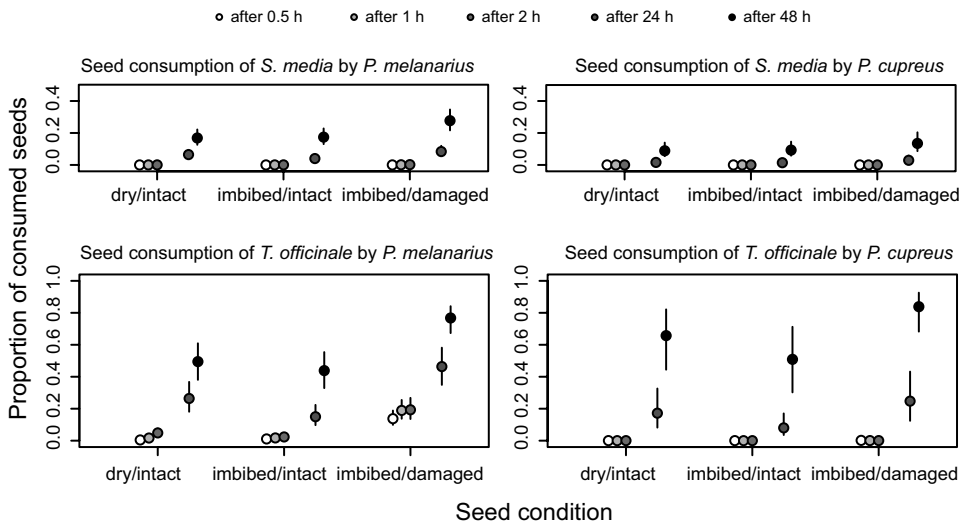 after 0.5 h after 1 h after 2 h after 24 h after 48 h
Seed consumption of S. media by P. melanarius
Seed consumption of S. media by P. cupreus
Proportion of consumed seeds
0.0 0.2 0.4
dry/intact imbibed/intact imbibed/damaged
0.0 0.2 0.4
dry/intact imbibed/intact imbibed/damaged
Seed consumption of T. officinale by P. melanarius
Seed consumption of T. officinale by P. cupreus
0.0 0.2 0.4 0.6 0.8 1.0
dry/intact imbibed/intact imbibed/damaged
0.0 0.2 0.4 0.6 0.8 1.0
dry/intact imbibed/intact imbibed/damaged
Seed condition